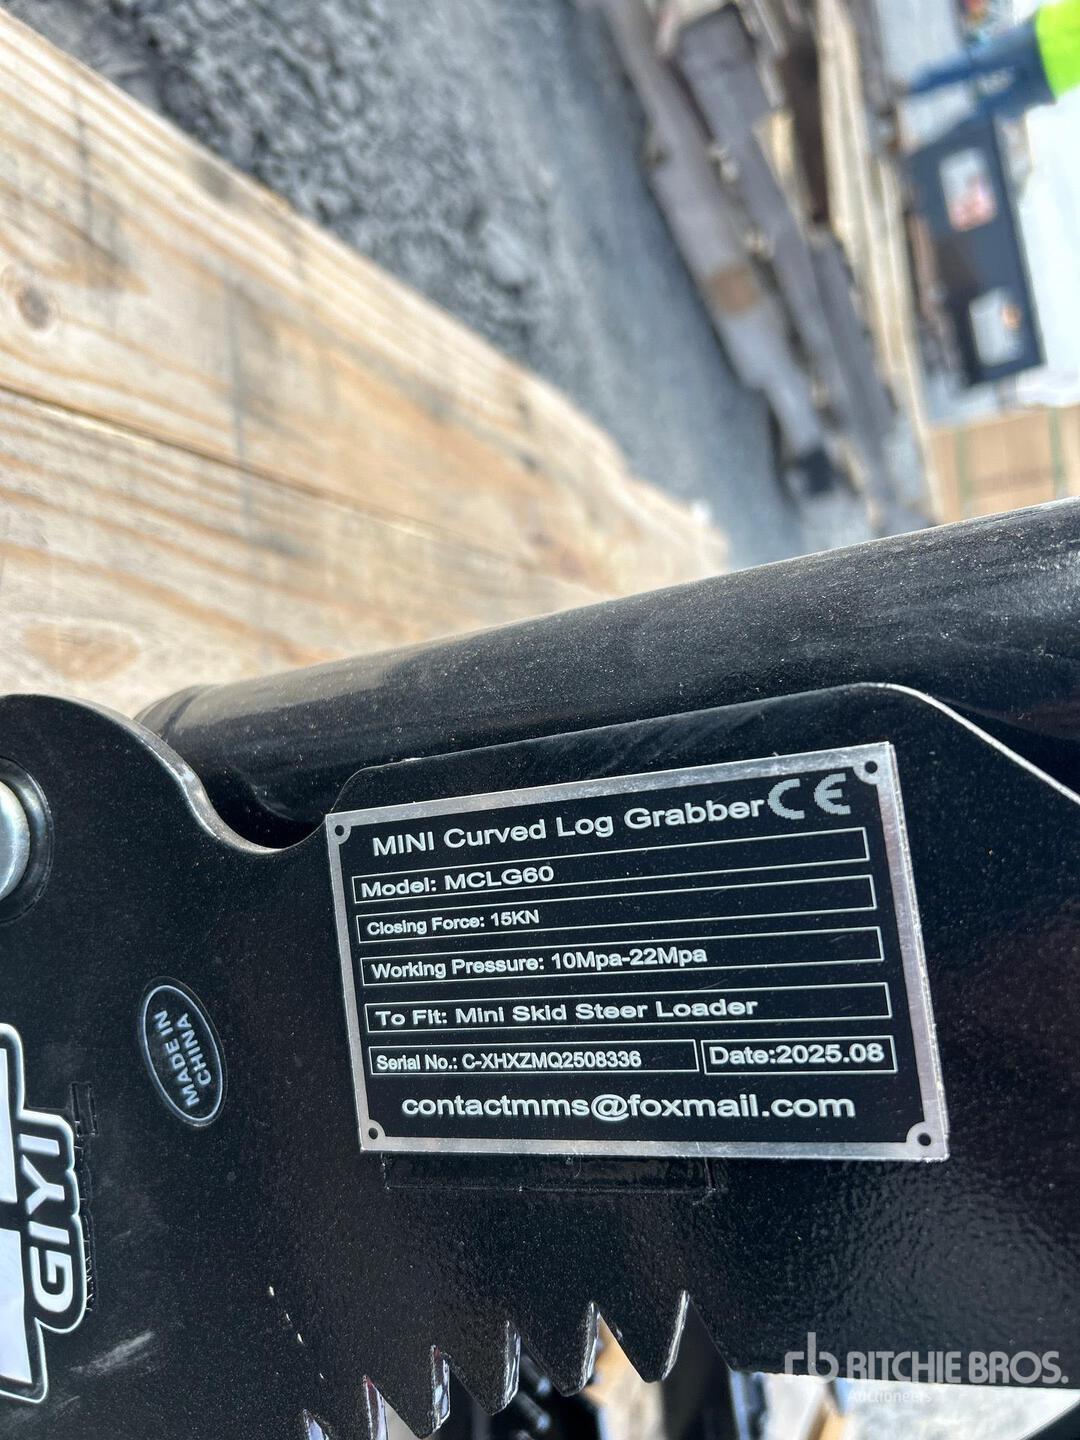 MINI Curved Log Grabber CE
Model: MCLG60
Closing Force: 15KN
Working Pressure: 10Mpa-22Mpa
To Fit: Mini Skid Steer Loader
Serial No.: C-XHXZMQ2508336
Date:2025.08
contactmms@foxmail.com
MADE IN
CHINA
GIYI
rb RITCHIE BROS.
Auctioneers